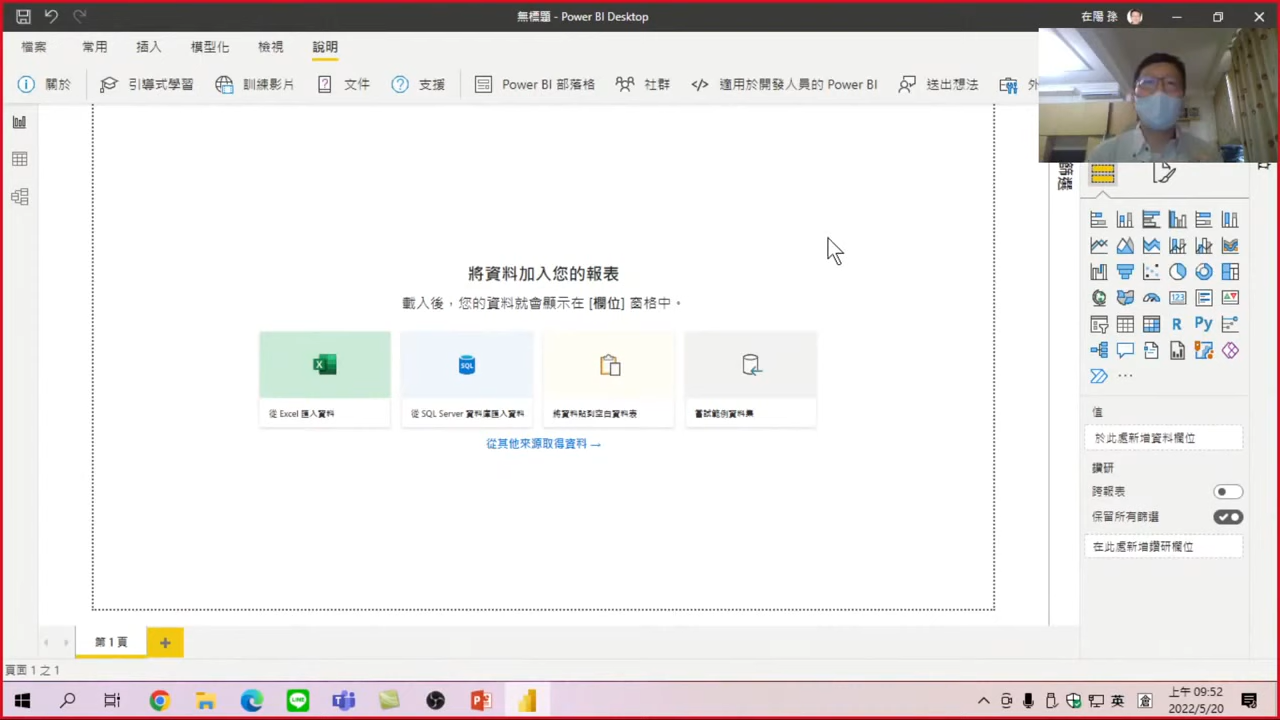 無標題 - Power BI Desktop
在陽 孫
檔案
常用
插入
模型化
檢視
說明
關於
引導式學習
訓練影片
文件
支援
Power BI 部落格
社群
適用於開發人員的 Power BI
送出想法
篩選
將資料加入您的報表
載入後，您的資料就會顯示在 [欄位] 窗格中。
從 Excel 匯入資料
SQL
從 SQL Server 資料庫匯入資料
將資料貼到空白資料表
嘗試範例資料集
從其他來源取得資料 →
123
R
Py
值
於此處新增資料欄位
鑽研
跨報表
保留所有篩選
在此處新增鑽研欄位
第 1 頁
頁面 1 之 1
LINE
英
倉
上午 09:52
2022/5/20